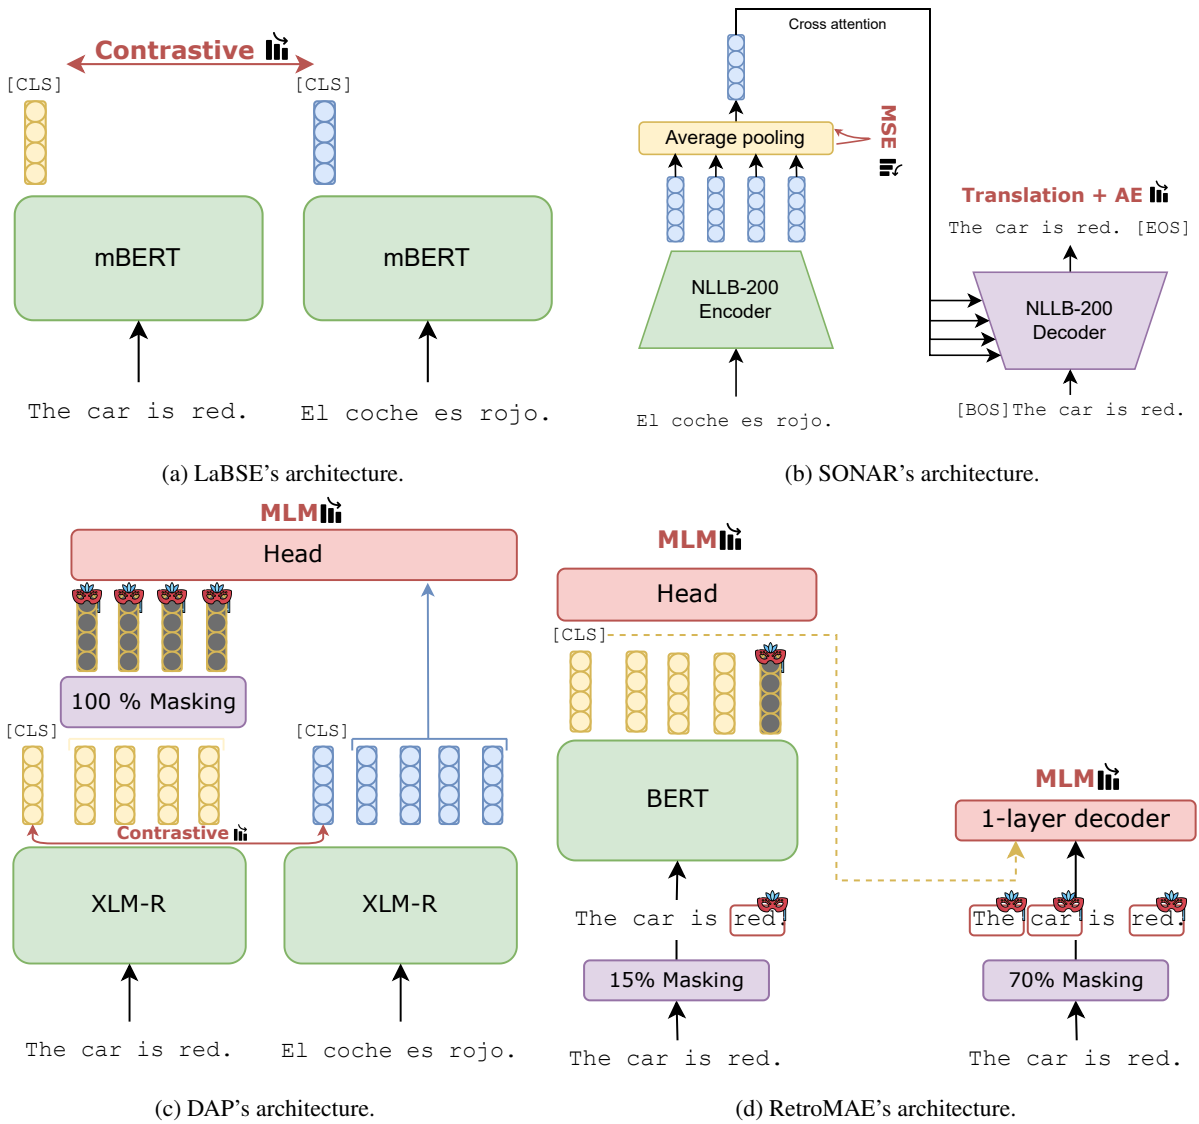 Contrastive
[CLS]
[CLS]
mBERT
mBERT
The car is red.
El coche es rojo.
(a) LaBSE's architecture.
Cross attention
Average pooling
MSE
NLLB-200
Encoder
El coche es rojo.
Translation + AE
The car is red. [EOS]
NLLB-200
Decoder
[BOS]The car is red.
(b) SONAR's architecture.
MLM
Head
100 % Masking
[CLS]
[CLS]
Contrastive
XLM-R
XLM-R
The car is red.
El coche es rojo.
(c) DAP's architecture.
MLM
Head
[CLS]
BERT
The car is red.
15% Masking
The car is red.
MLM
1-layer decoder
The car is red.
70% Masking
The car is red.
(d) RetroMAE's architecture.